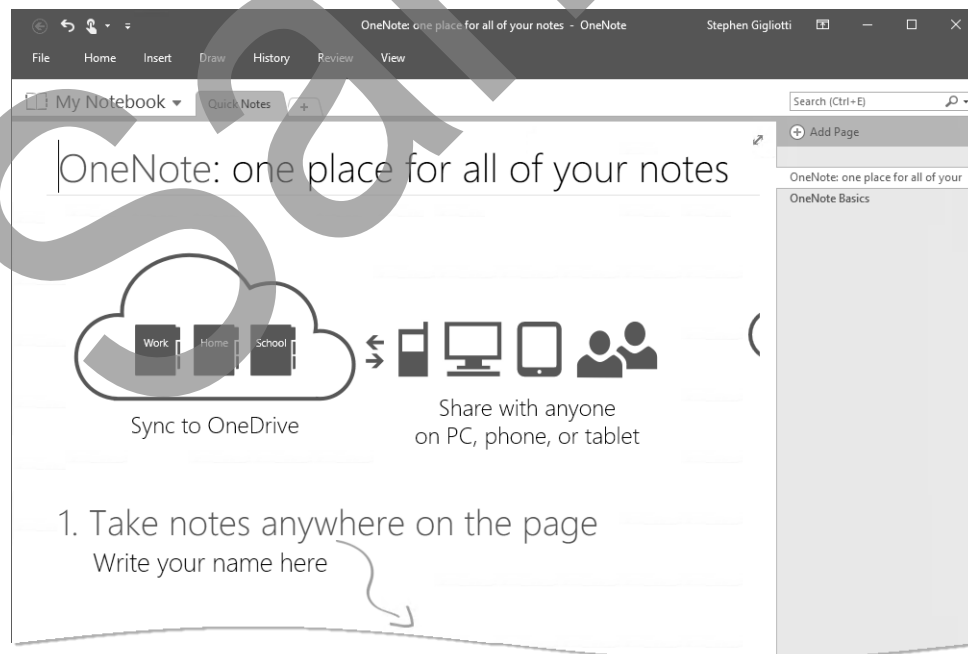 OneNote: one place for all of your notes - OneNote
Stephen Gigliotti
File Home Insert Draw History Review View
My Notebook
Quick Notes
+
Search (Ctrl+E)
Add Page
OneNote: one place for all of your notes
OneNote: one place for all of your
OneNote Basics
Work Home School
Sync to OneDrive
Share with anyone
on PC, phone, or tablet
1. Take notes anywhere on the page
Write your name here